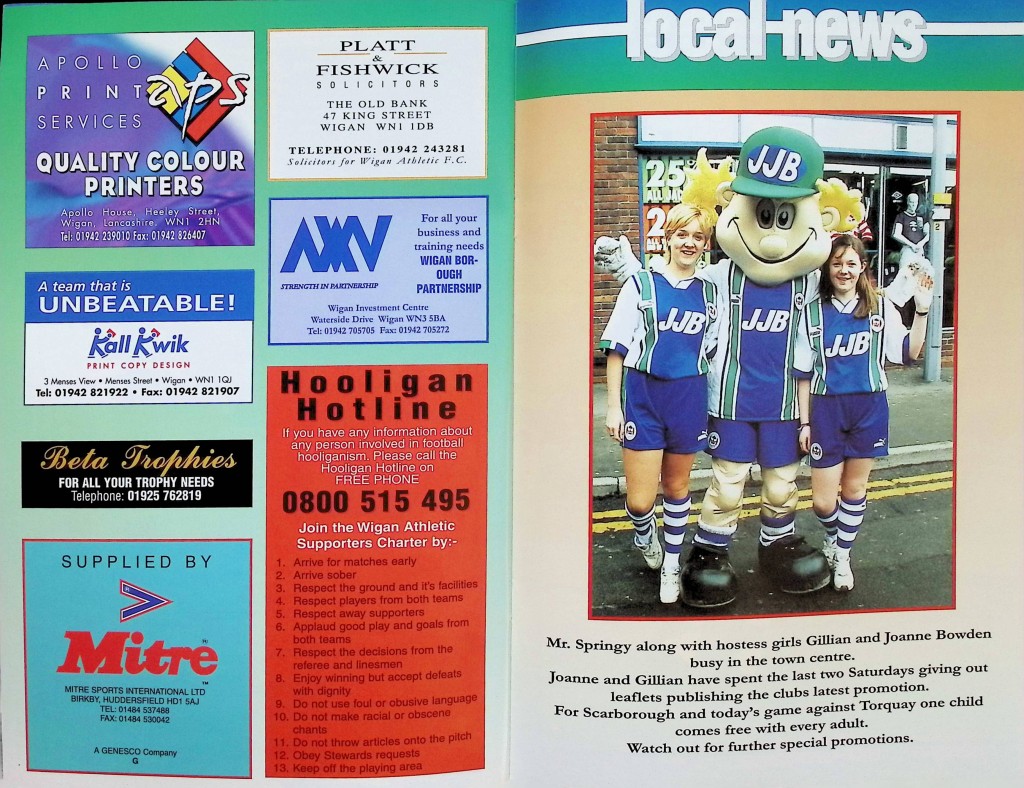 APOLLO
PRINT
SERVICES
aps
QUALITY COLOUR
PRINTERS
Apollo House, Heeley Street,
Wigan, Lancashire WN1 2HN
Tel: 01942 239010 Fax: 01942 826407
A team that is
UNBEATABLE!
Kall Kwik
PRINT COPY DESIGN
3 Menses View • Menses Street • Wigan • WN1 1QJ
Tel: 01942 821922 • Fax: 01942 821907
Beta Trophies
FOR ALL YOUR TROPHY NEEDS
Telephone: 01925 762819
SUPPLIED BY
Mitre
MITRE SPORTS INTERNATIONAL LTD
BIRKBY, HUDDERSFIELD HD1 5AJ
TEL: 01484 537488
FAX: 01484 530042
A GENESCO Company
G
PLATT
&
FISHWICK
SOLICITORS
THE OLD BANK
47 KING STREET
WIGAN WN1 1DB
TELEPHONE: 01942 243281
Solicitors for Wigan Athletic F.C.
STRENGTH IN PARTNERSHIP
For all your
business and
training needs
WIGAN BOR-
OUGH
PARTNERSHIP
Wigan Investment Centre
Waterside Drive Wigan WN3 5BA
Tel: 01942 705705 Fax: 01942 705272
Hooligan
Hotline
If you have any information about
any person involved in football
hooliganism. Please call the
Hooligan Hotline on
FREE PHONE
0800 515 495
Join the Wigan Athletic
Supporters Charter by:-
1. Arrive for matches early
2. Arrive sober
3. Respect the ground and it's facilities
4. Respect players from both teams
5. Respect away supporters
6. Applaud good play and goals from
both teams
7. Respect the decisions from the
referee and linesmen
8. Enjoy winning but accept defeats
with dignity
9. Do not use foul or obusive language
10. Do not make racial or obscene
chants
11. Do not throw articles onto the pitch
12. Obey Stewards requests
13. Keep off the playing area
local news
25
JJB
JJB
JJB
JJB
Mr. Springy along with hostess girls Gillian and Joanne Bowden
busy in the town centre.
Joanne and Gillian have spent the last two Saturdays giving out
leaflets publishing the clubs latest promotion.
For Scarborough and today's game against Torquay one child
comes free with every adult.
Watch out for further special promotions.